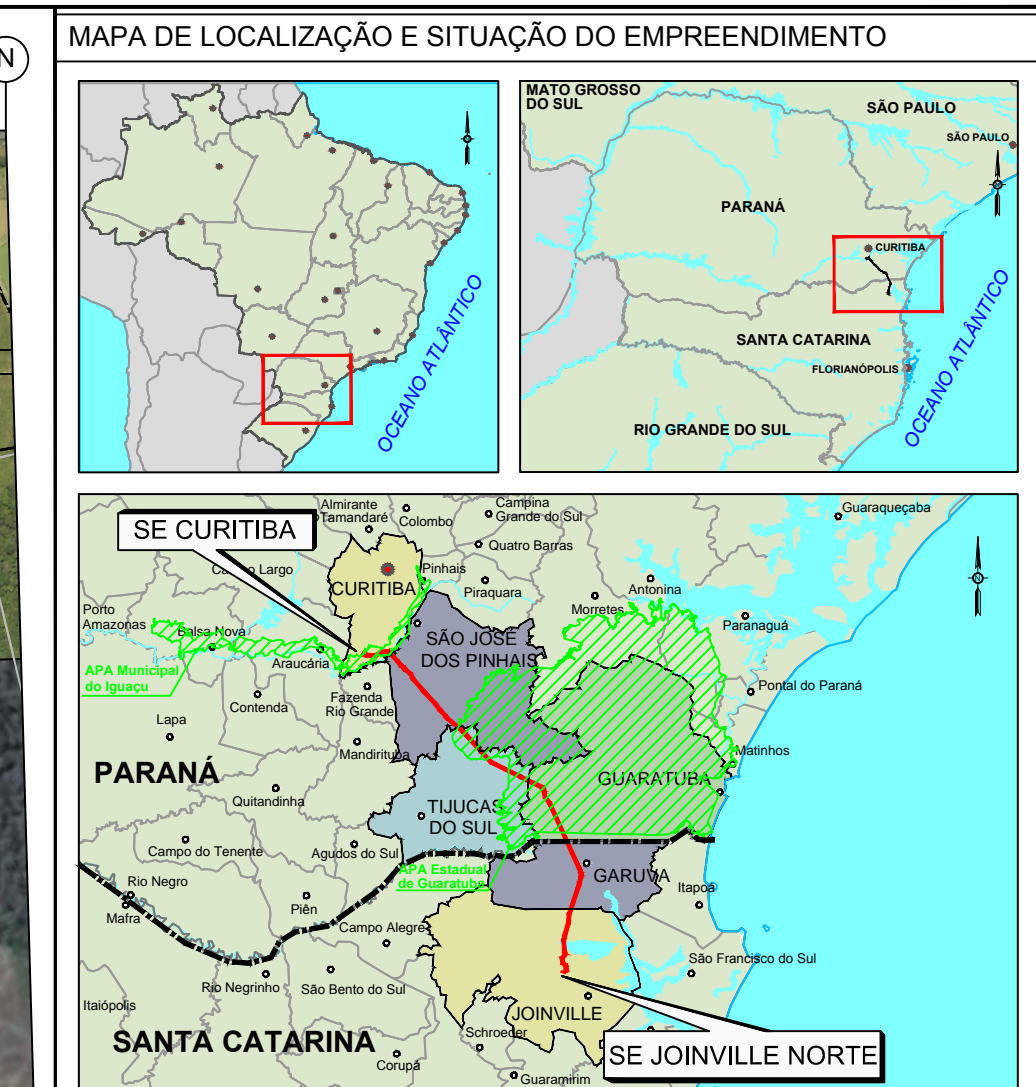 N
MAPA DE LOCALIZAÇÃO E SITUAÇÃO DO EMPREENDIMENTO
OCEANO ATLÂNTICO
MATO GROSSO
DO SUL
SÃO PAULO
SÃO PAULO
PARANÁ
CURITIBA
SANTA CATARINA
FLORIANÓPOLIS
RIO GRANDE DO SUL
OCEANO ATLÂNTICO
SE CURITIBA
Almirante
Tamandaré
Colombo
Campina
Grande do Sul
Guaraqueçaba
Quatro Barras
Largo
CURITIBA
Pinhais
Piraquara
Antonina
Morretes
Porto
Amazonas
Balsa Nova
Paranaguá
SÃO JOSÉ
DOS PINHAIS
Araucária
APA Municipal
do Iguaçu
Fazenda
Rio Grande
Contenda
Pontal do Paraná
Lapa
Mandirituba
Matinhos
PARANÁ
GUARATUBA
Quitandinha
TIJUCAS
DO SUL
Campo do Tenente
Agudos do Sul
APA Estadual
de Guaratuba
GARUVA
Rio Negro
Itapoá
Piên
Mafra
Campo Alegre
São Francisco do Sul
Rio Negrinho
São Bento do Sul
Itaiópolis
JOINVILLE
SANTA CATARINA
Schroeder
SE JOINVILLE NORTE
Corupá
Guaramirim